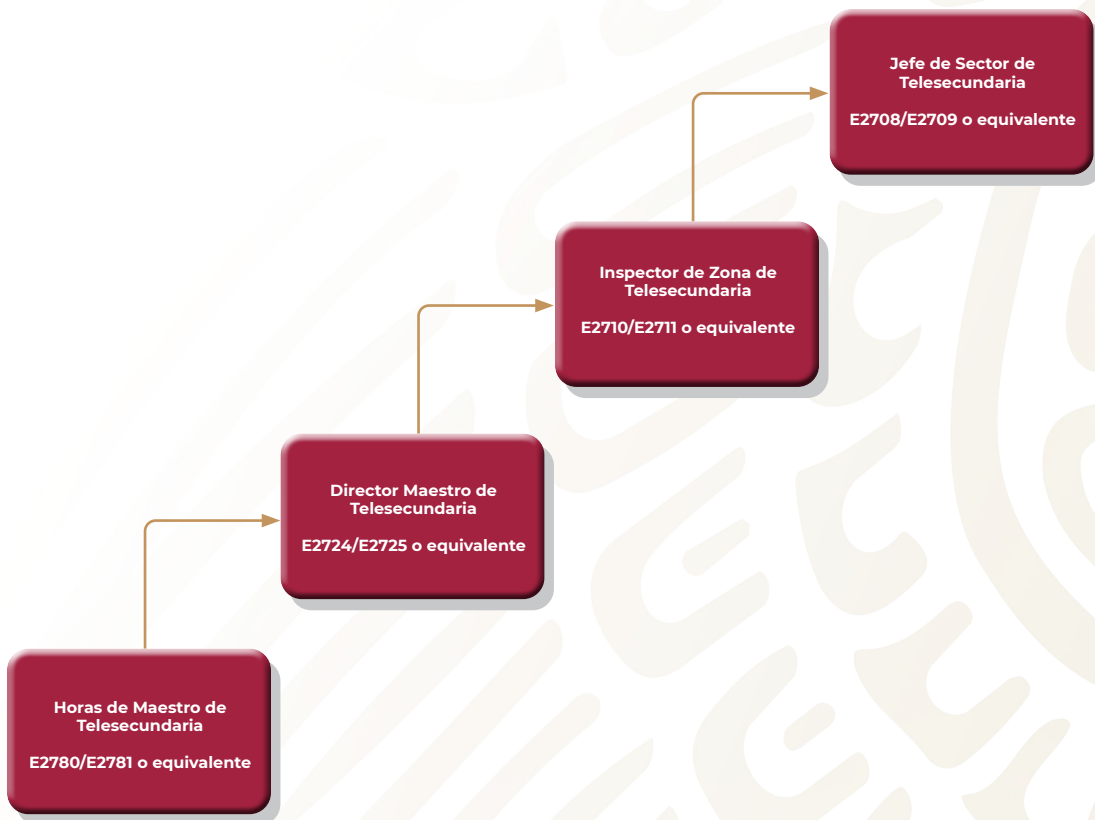 Jefe de Sector de
Telesecundaria
E2708/E2709 o equivalente
Inspector de Zona de
Telesecundaria
E2710/E2711 o equivalente
Director Maestro de
Telesecundaria
E2724/E2725 o equivalente
Horas de Maestro de
Telesecundaria
E2780/E2781 o equivalente